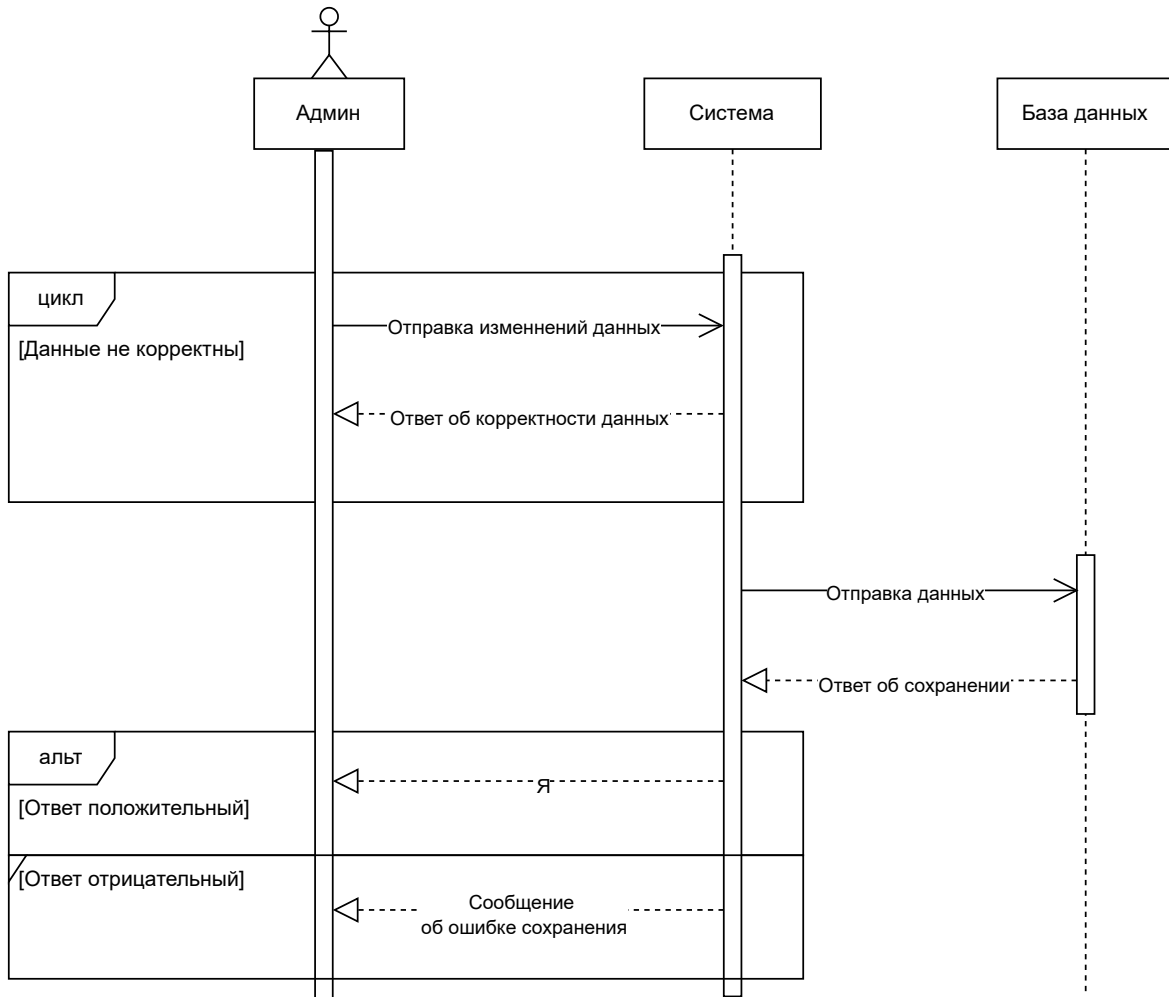 Админ
Система
База данных
цикл
Отправка изменнений данных
[Данные не корректны]
Ответ об корректности данных
Отправка данных
Ответ об сохранении
альт
Я
[Ответ положительный]
[Ответ отрицательный]
Сообщение
об ошибке сохранения